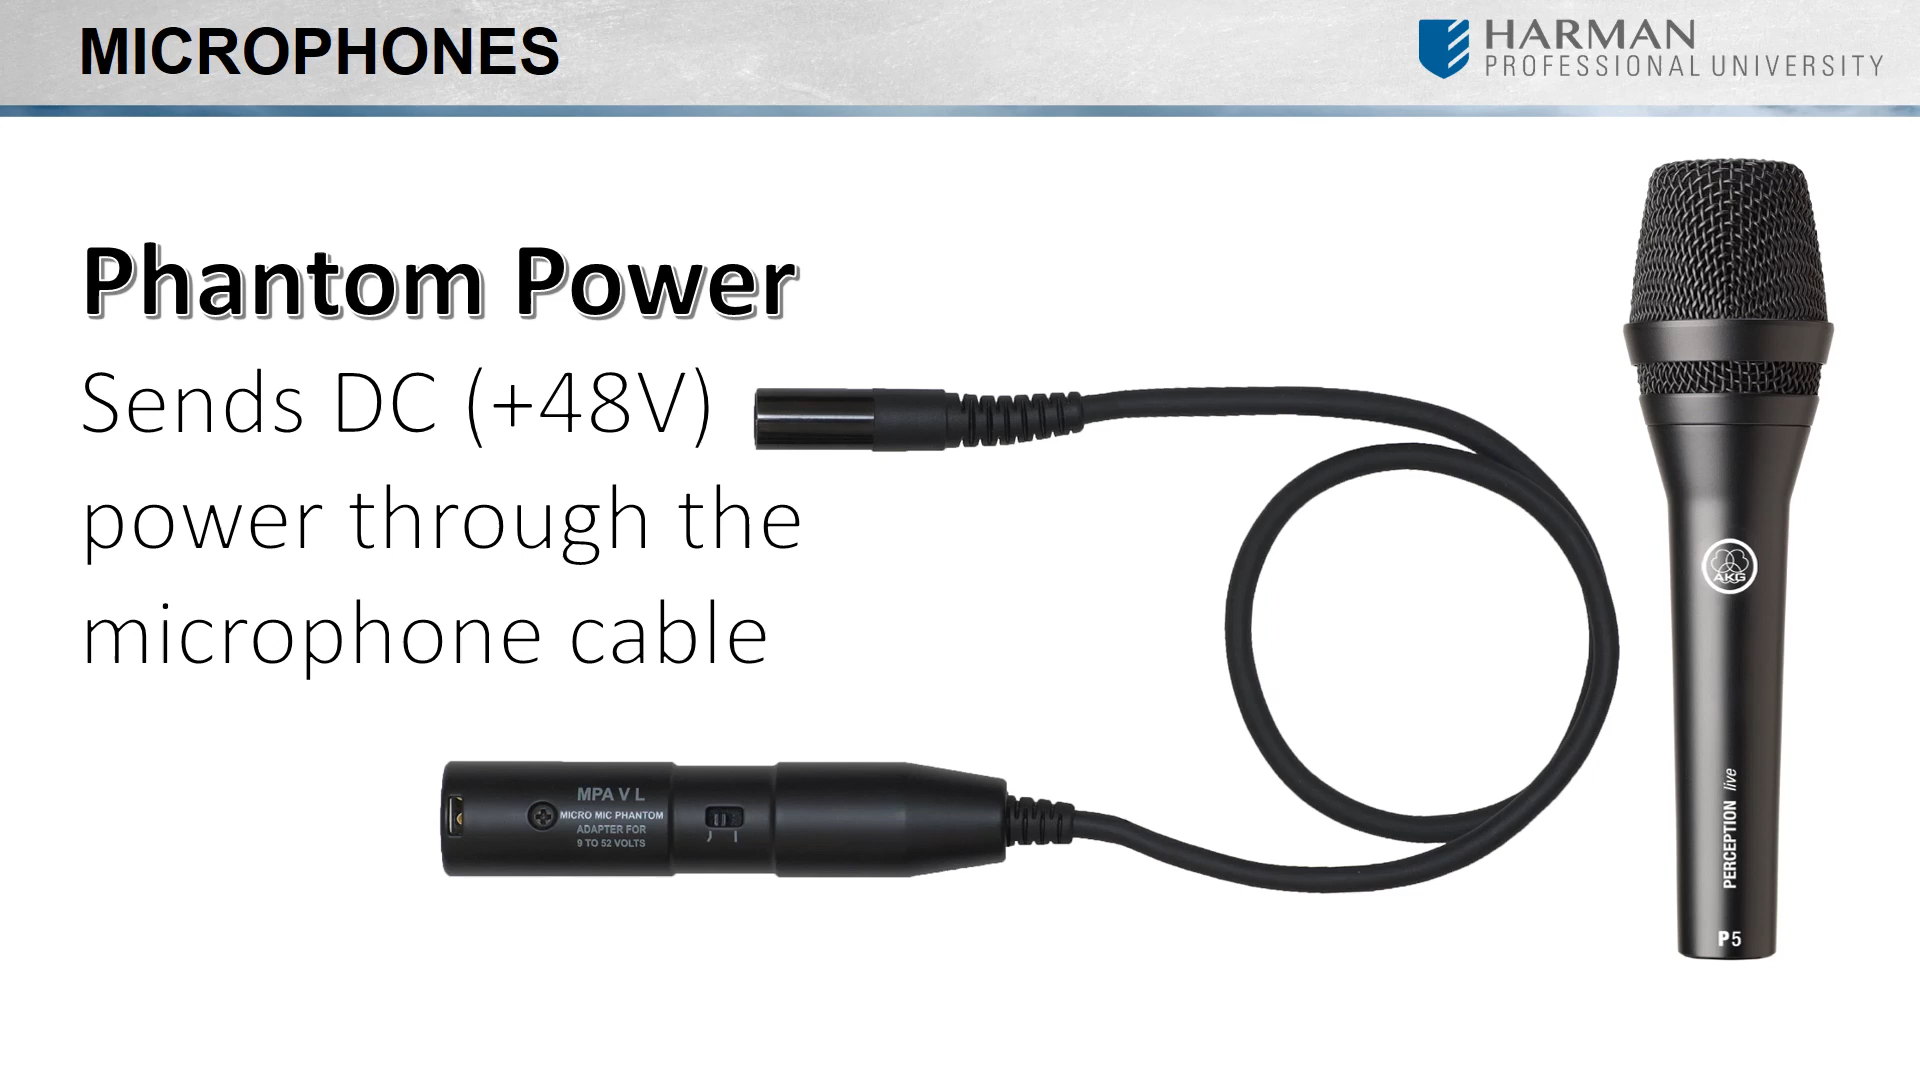 MICROPHONES
HARMAN
PROFESSIONAL UNIVERSITY
Phantom Power
Sends DC (+48V)
power through the
microphone cable
MPA V L
MICRO MIC PHANTOM
ADAPTER FOR
9 TO 52 VOLTS
AKG
PERCEPTION live
P5